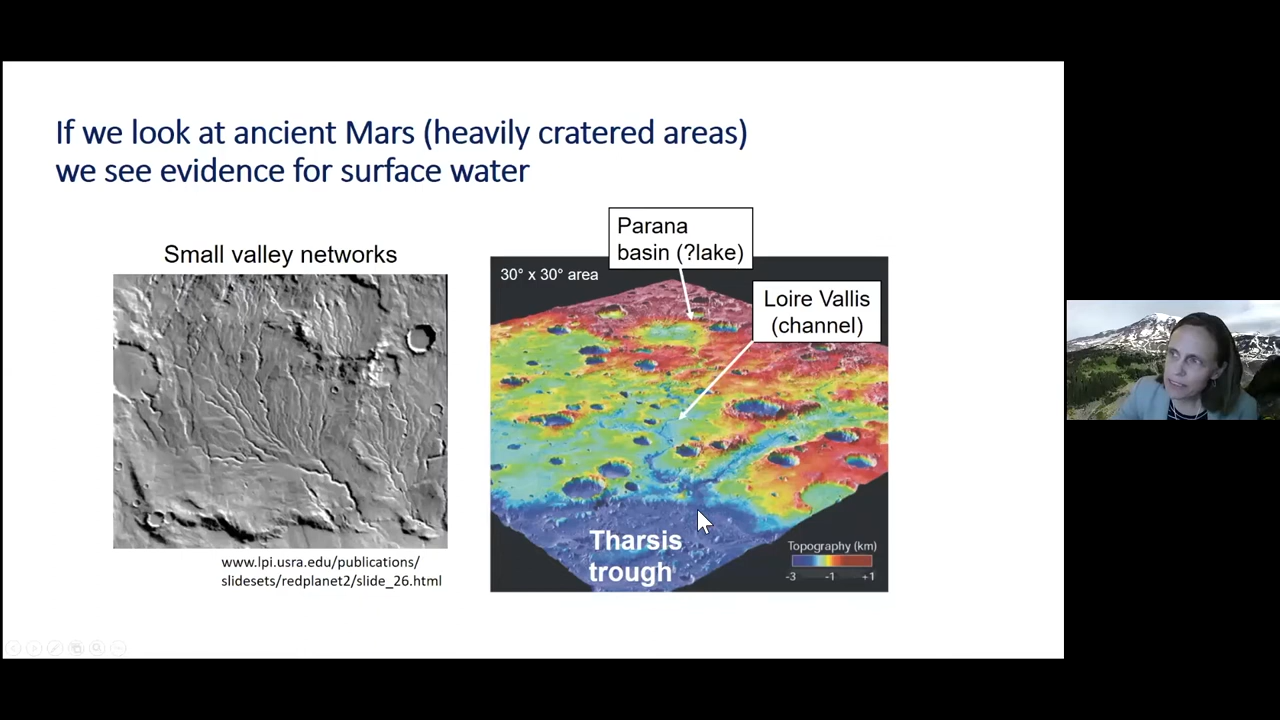 If we look at ancient Mars (heavily cratered areas)
we see evidence for surface water
Small valley networks
www.lpi.usra.edu/publications/
slidesets/redplanet2/slide_26.html
Parana
basin (?lake)
30° x 30° area
Loire Vallis
(channel)
Tharsis
trough
Topography (km)
-3 -1 +1